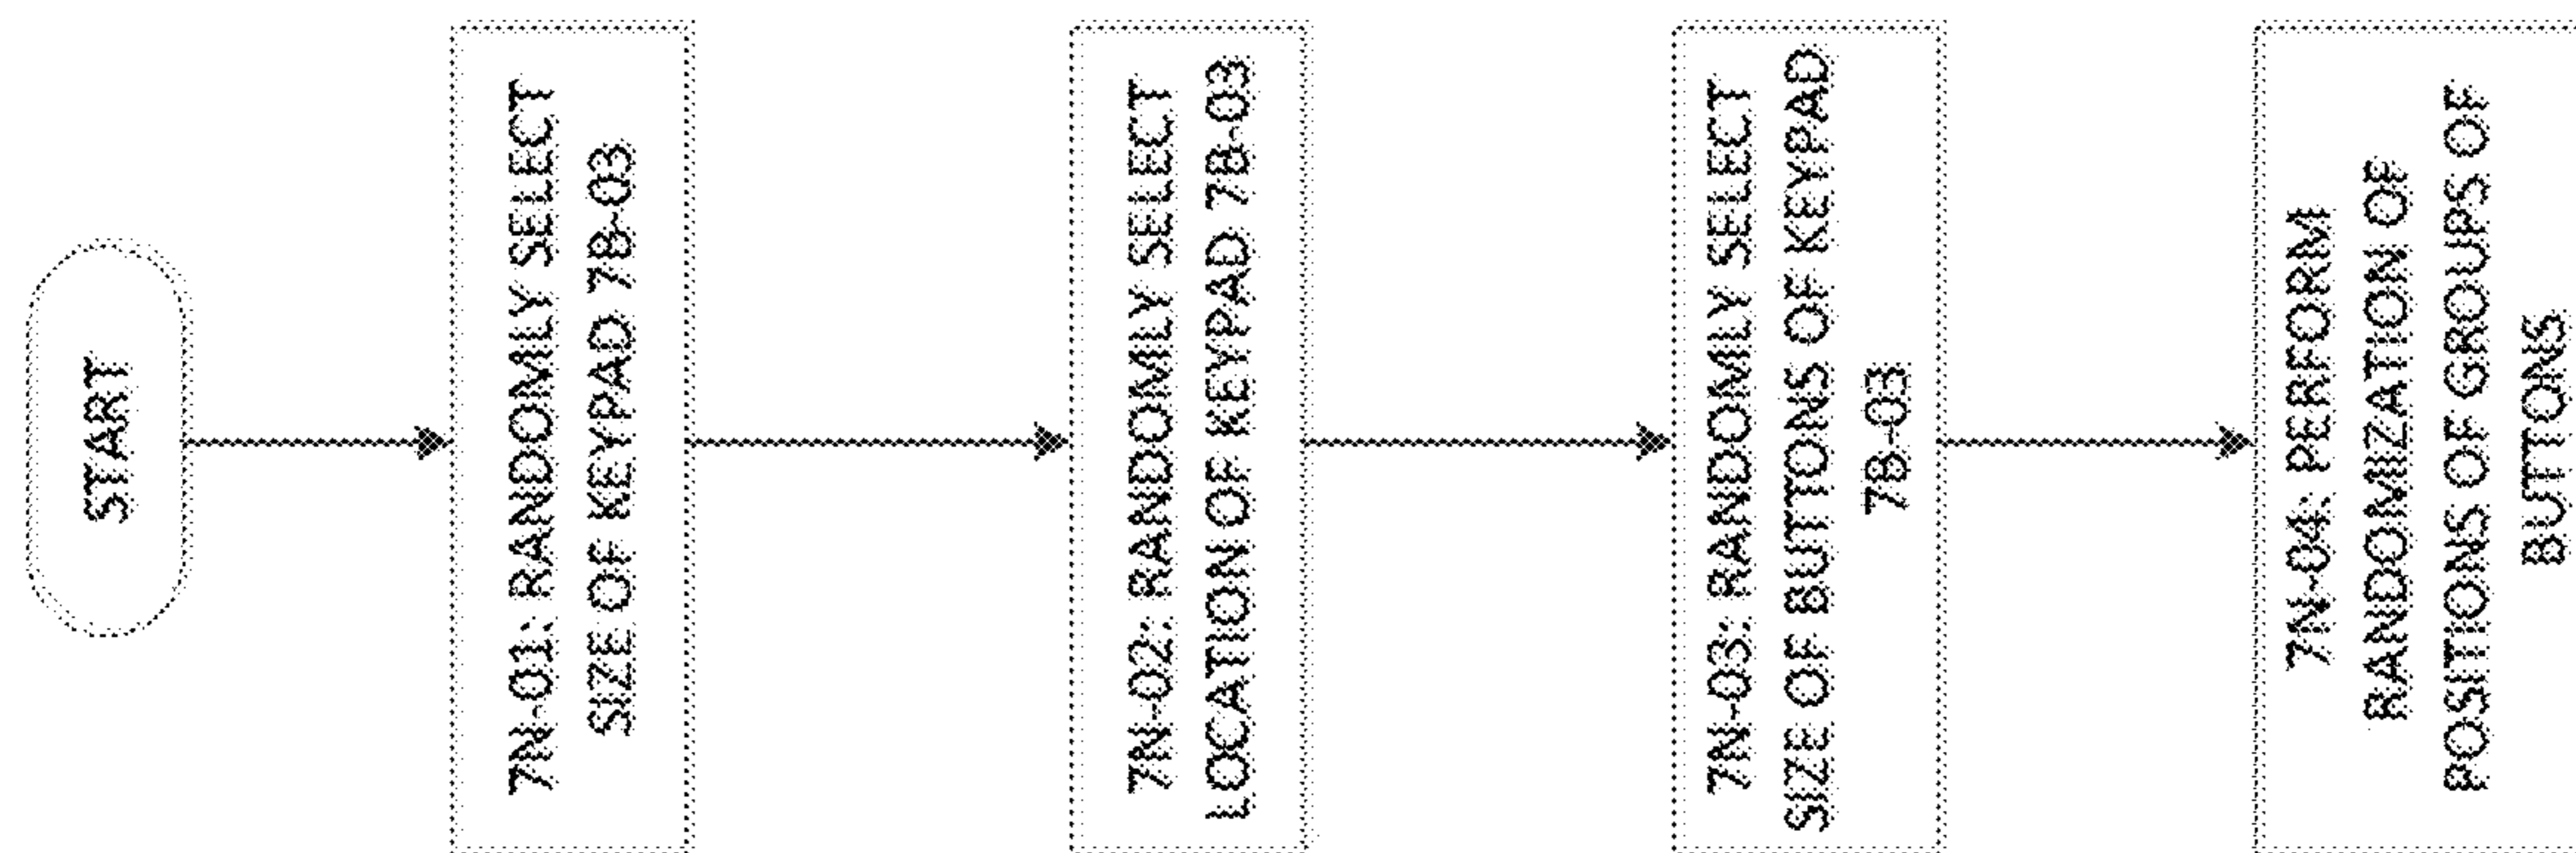 START
7N-01: RANDOMLY SELECT
SIZE OF KEYPAD 7B-03
7N-02: RANDOMLY SELECT
LOCATION OF KEYPAD 7B-03
7N-03: RANDOMLY SELECT
SIZE OF BUTTONS OF KEYPAD
7B-03
7N-04: PERFORM
RANDOMIZATION OF
POSITIONS OF GROUPS OF
BUTTONS